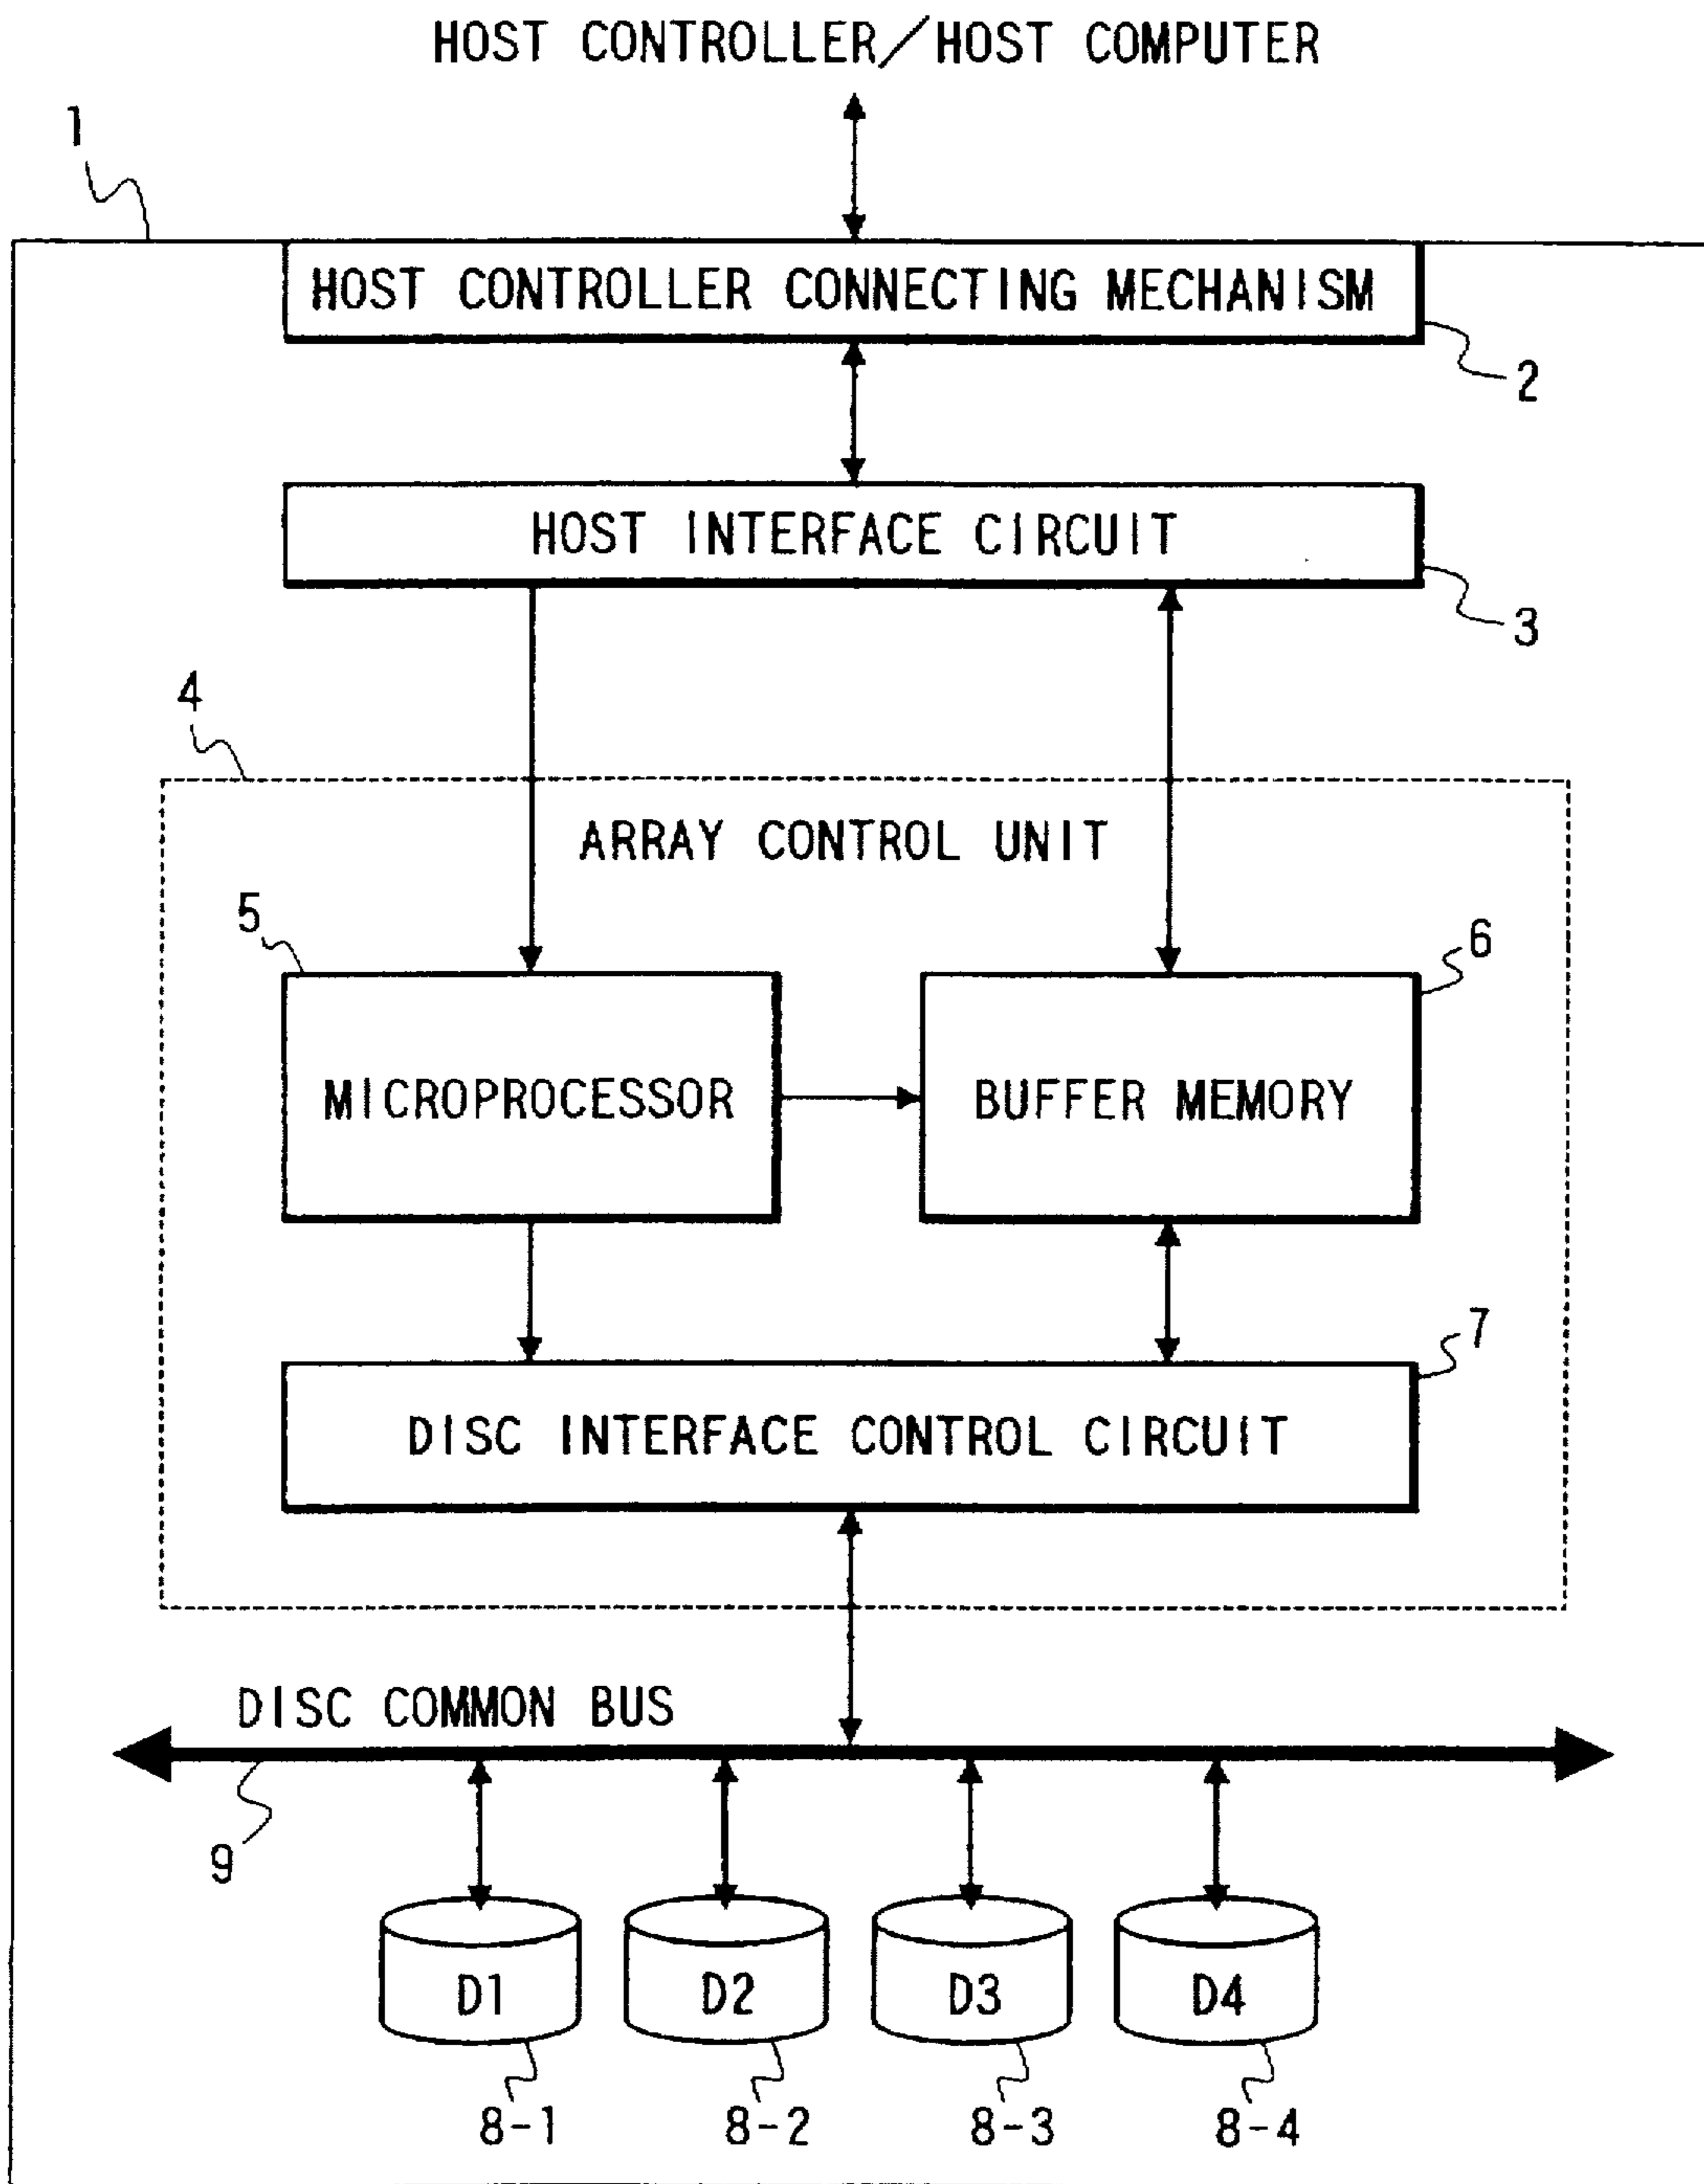 HOST CONTROLLER/HOST COMPUTER
1
HOST CONTROLLER CONNECTING MECHANISM
2
HOST INTERFACE CIRCUIT
3
4
ARRAY CONTROL UNIT
5
6
MICROPROCESSOR
BUFFER MEMORY
7
DISC INTERFACE CONTROL CIRCUIT
DISC COMMON BUS
9
D1
D2
D3
D4
8-1
8-2
8-3
8-4